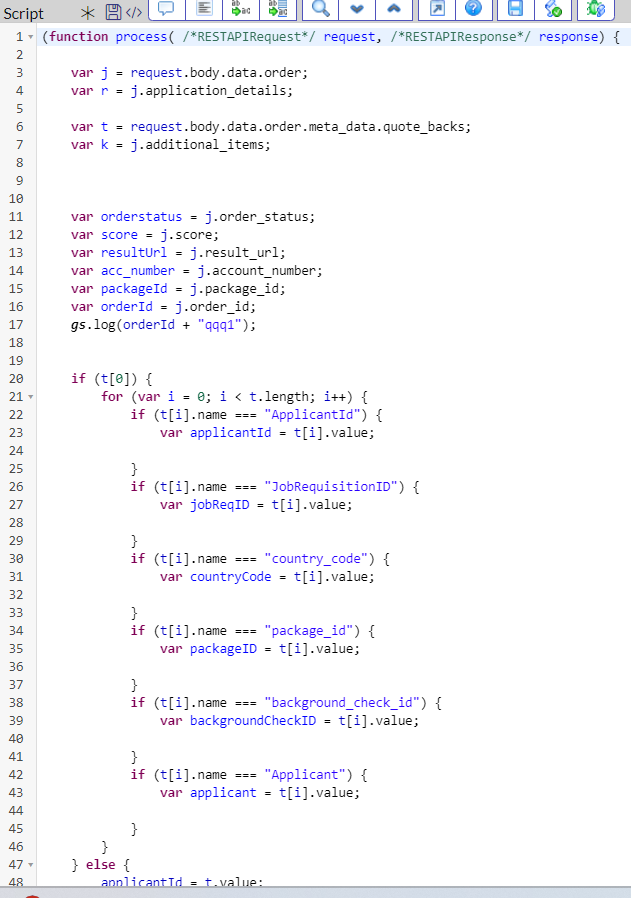 Script
1 (function process( /*RESTAPIRequest*/ request, /*RESTAPIResponse*/ response) {
2
3     var j = request.body.data.order;
4     var r = j.application_details;
5
6     var t = request.body.data.order.meta_data.quote_backs;
7     var k = j.additional_items;
8
9
10
11     var orderstatus = j.order_status;
12     var score = j.score;
13     var resultUrl = j.result_url;
14     var acc_number = j.account_number;
15     var packageId = j.package_id;
16     var orderId = j.order_id;
17     gs.log(orderId + "qqq1");
18
19
20     if (t[0]) {
21         for (var i = 0; i < t.length; i++) {
22             if (t[i].name === "ApplicantId") {
23                 var applicantId = t[i].value;
24
25             }
26             if (t[i].name === "JobRequisitionID") {
27                 var jobReqID = t[i].value;
28
29             }
30             if (t[i].name === "country_code") {
31                 var countryCode = t[i].value;
32
33             }
34             if (t[i].name === "package_id") {
35                 var packageID = t[i].value;
36
37             }
38             if (t[i].name === "background_check_id") {
39                 var backgroundCheckID = t[i].value;
40
41             }
42             if (t[i].name === "Applicant") {
43                 var applicant = t[i].value;
44
45             }
46         }
47     } else {
48         applicantId = t.value;